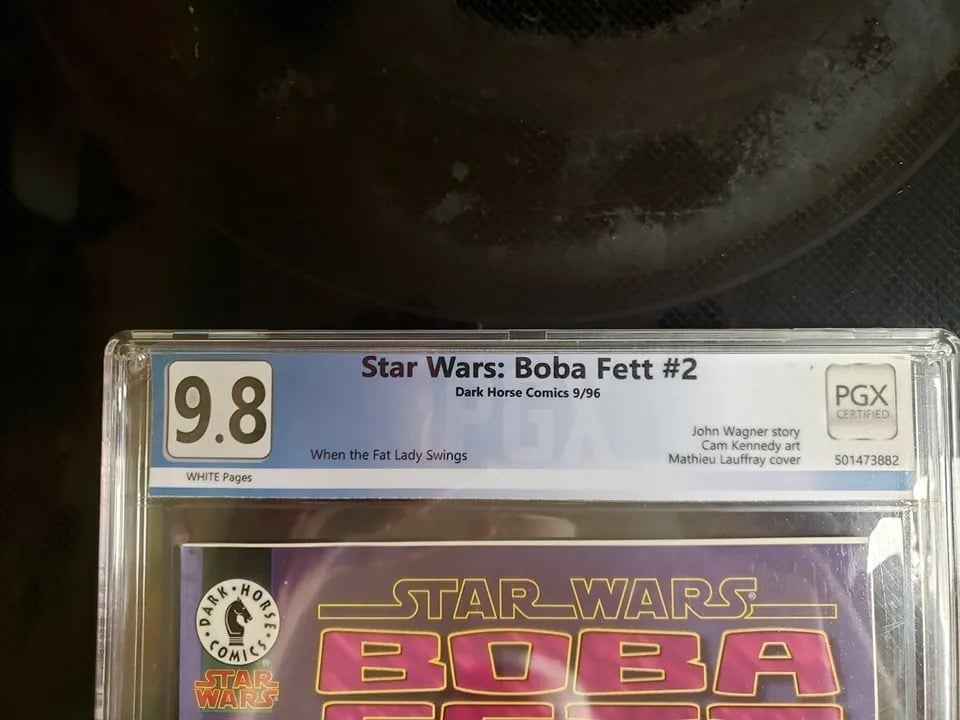 9.8
Star Wars: Boba Fett #2
Dark Horse Comics 9/96
PGX
CERTIFIED
PGX
John Wagner story
Cam Kennedy art
Mathieu Lauffray cover
501473882
When the Fat Lady Swings
WHITE Pages
DARK HORSE COMICS
®
STAR WARS
STAR WARS®
BOBA
FETT